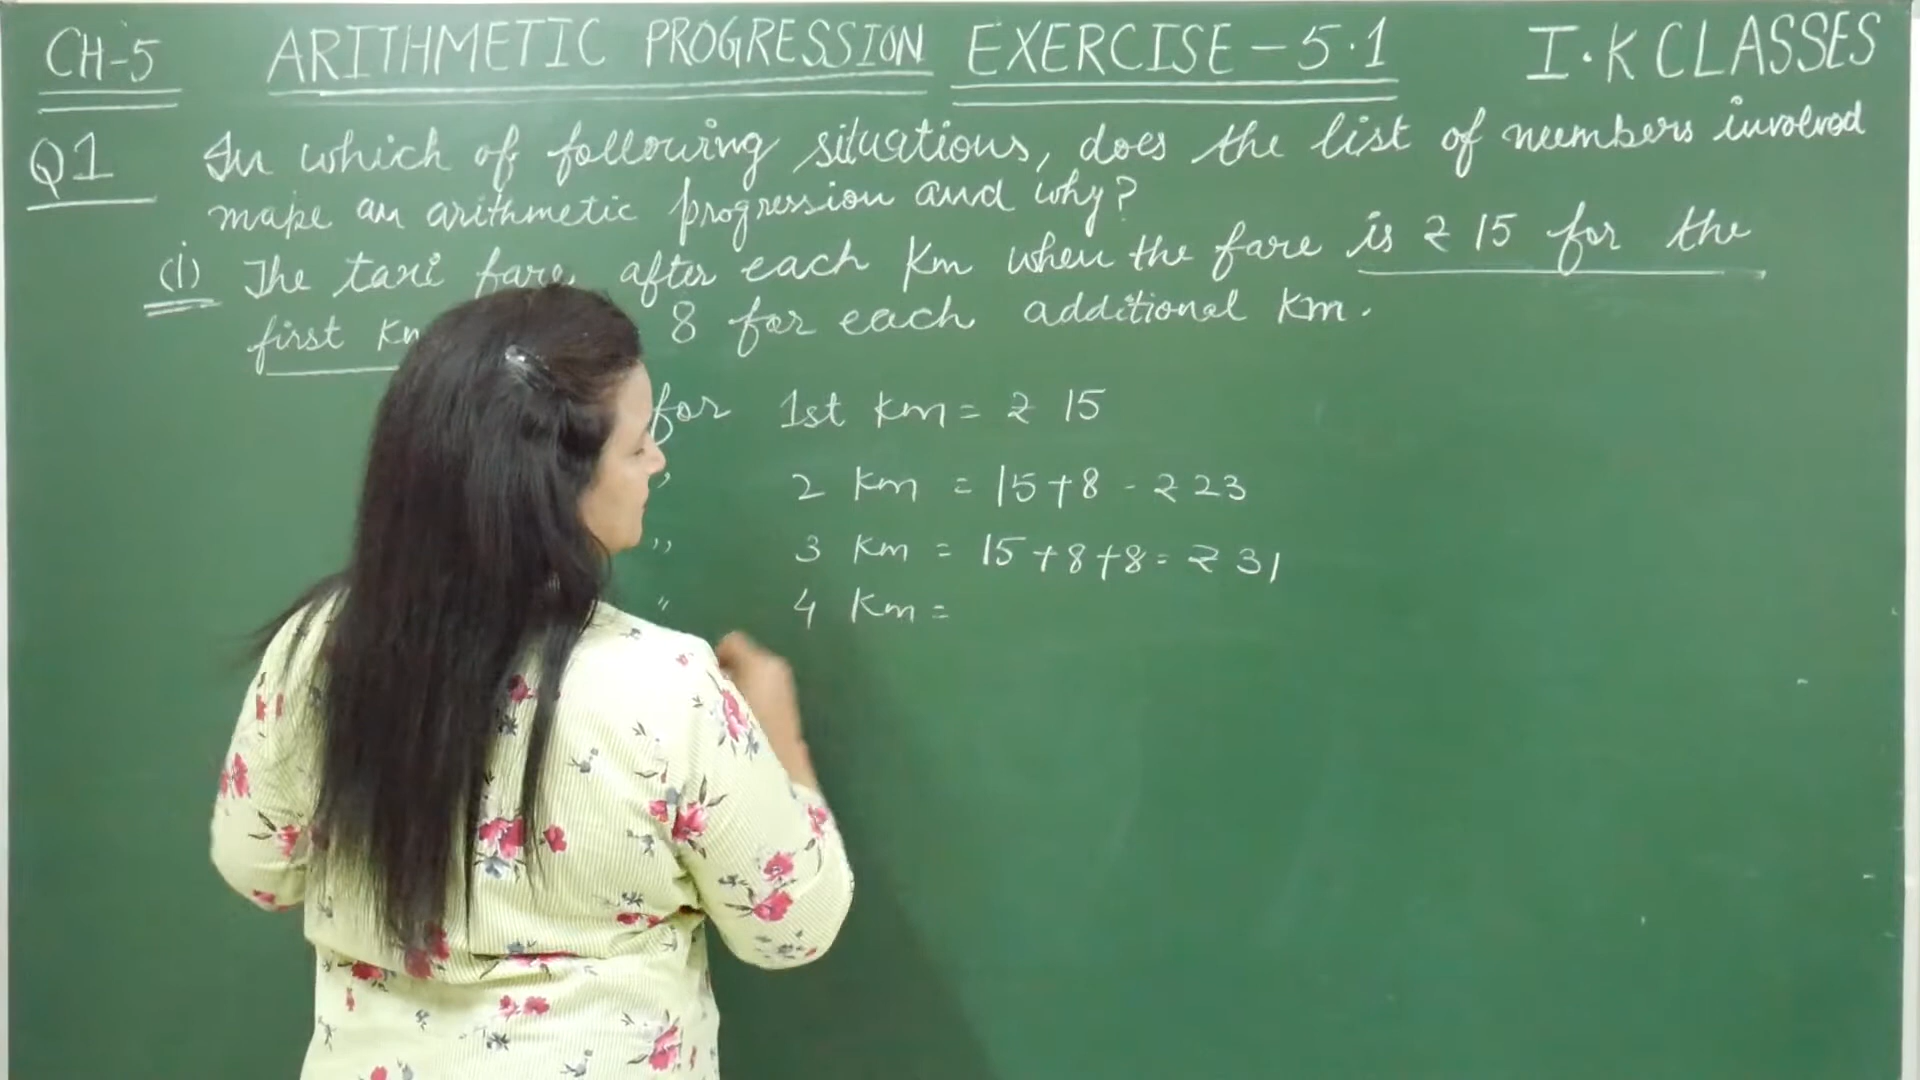 CH-5 ARITHMETIC PROGRESSION EXERCISE-5.1 I.K CLASSES
Q1 In which of following situations, does the list of numbers involved
make an arithmetic progression and why?
(i) The taxi fare after each Km when the fare is ₹ 15 for the
first Km 8 for each additional Km.
for 1st Km = ₹ 15
,, 2 Km = 15+8 - ₹ 23
,, 3 Km = 15+8+8 = ₹ 31
,, 4 Km =